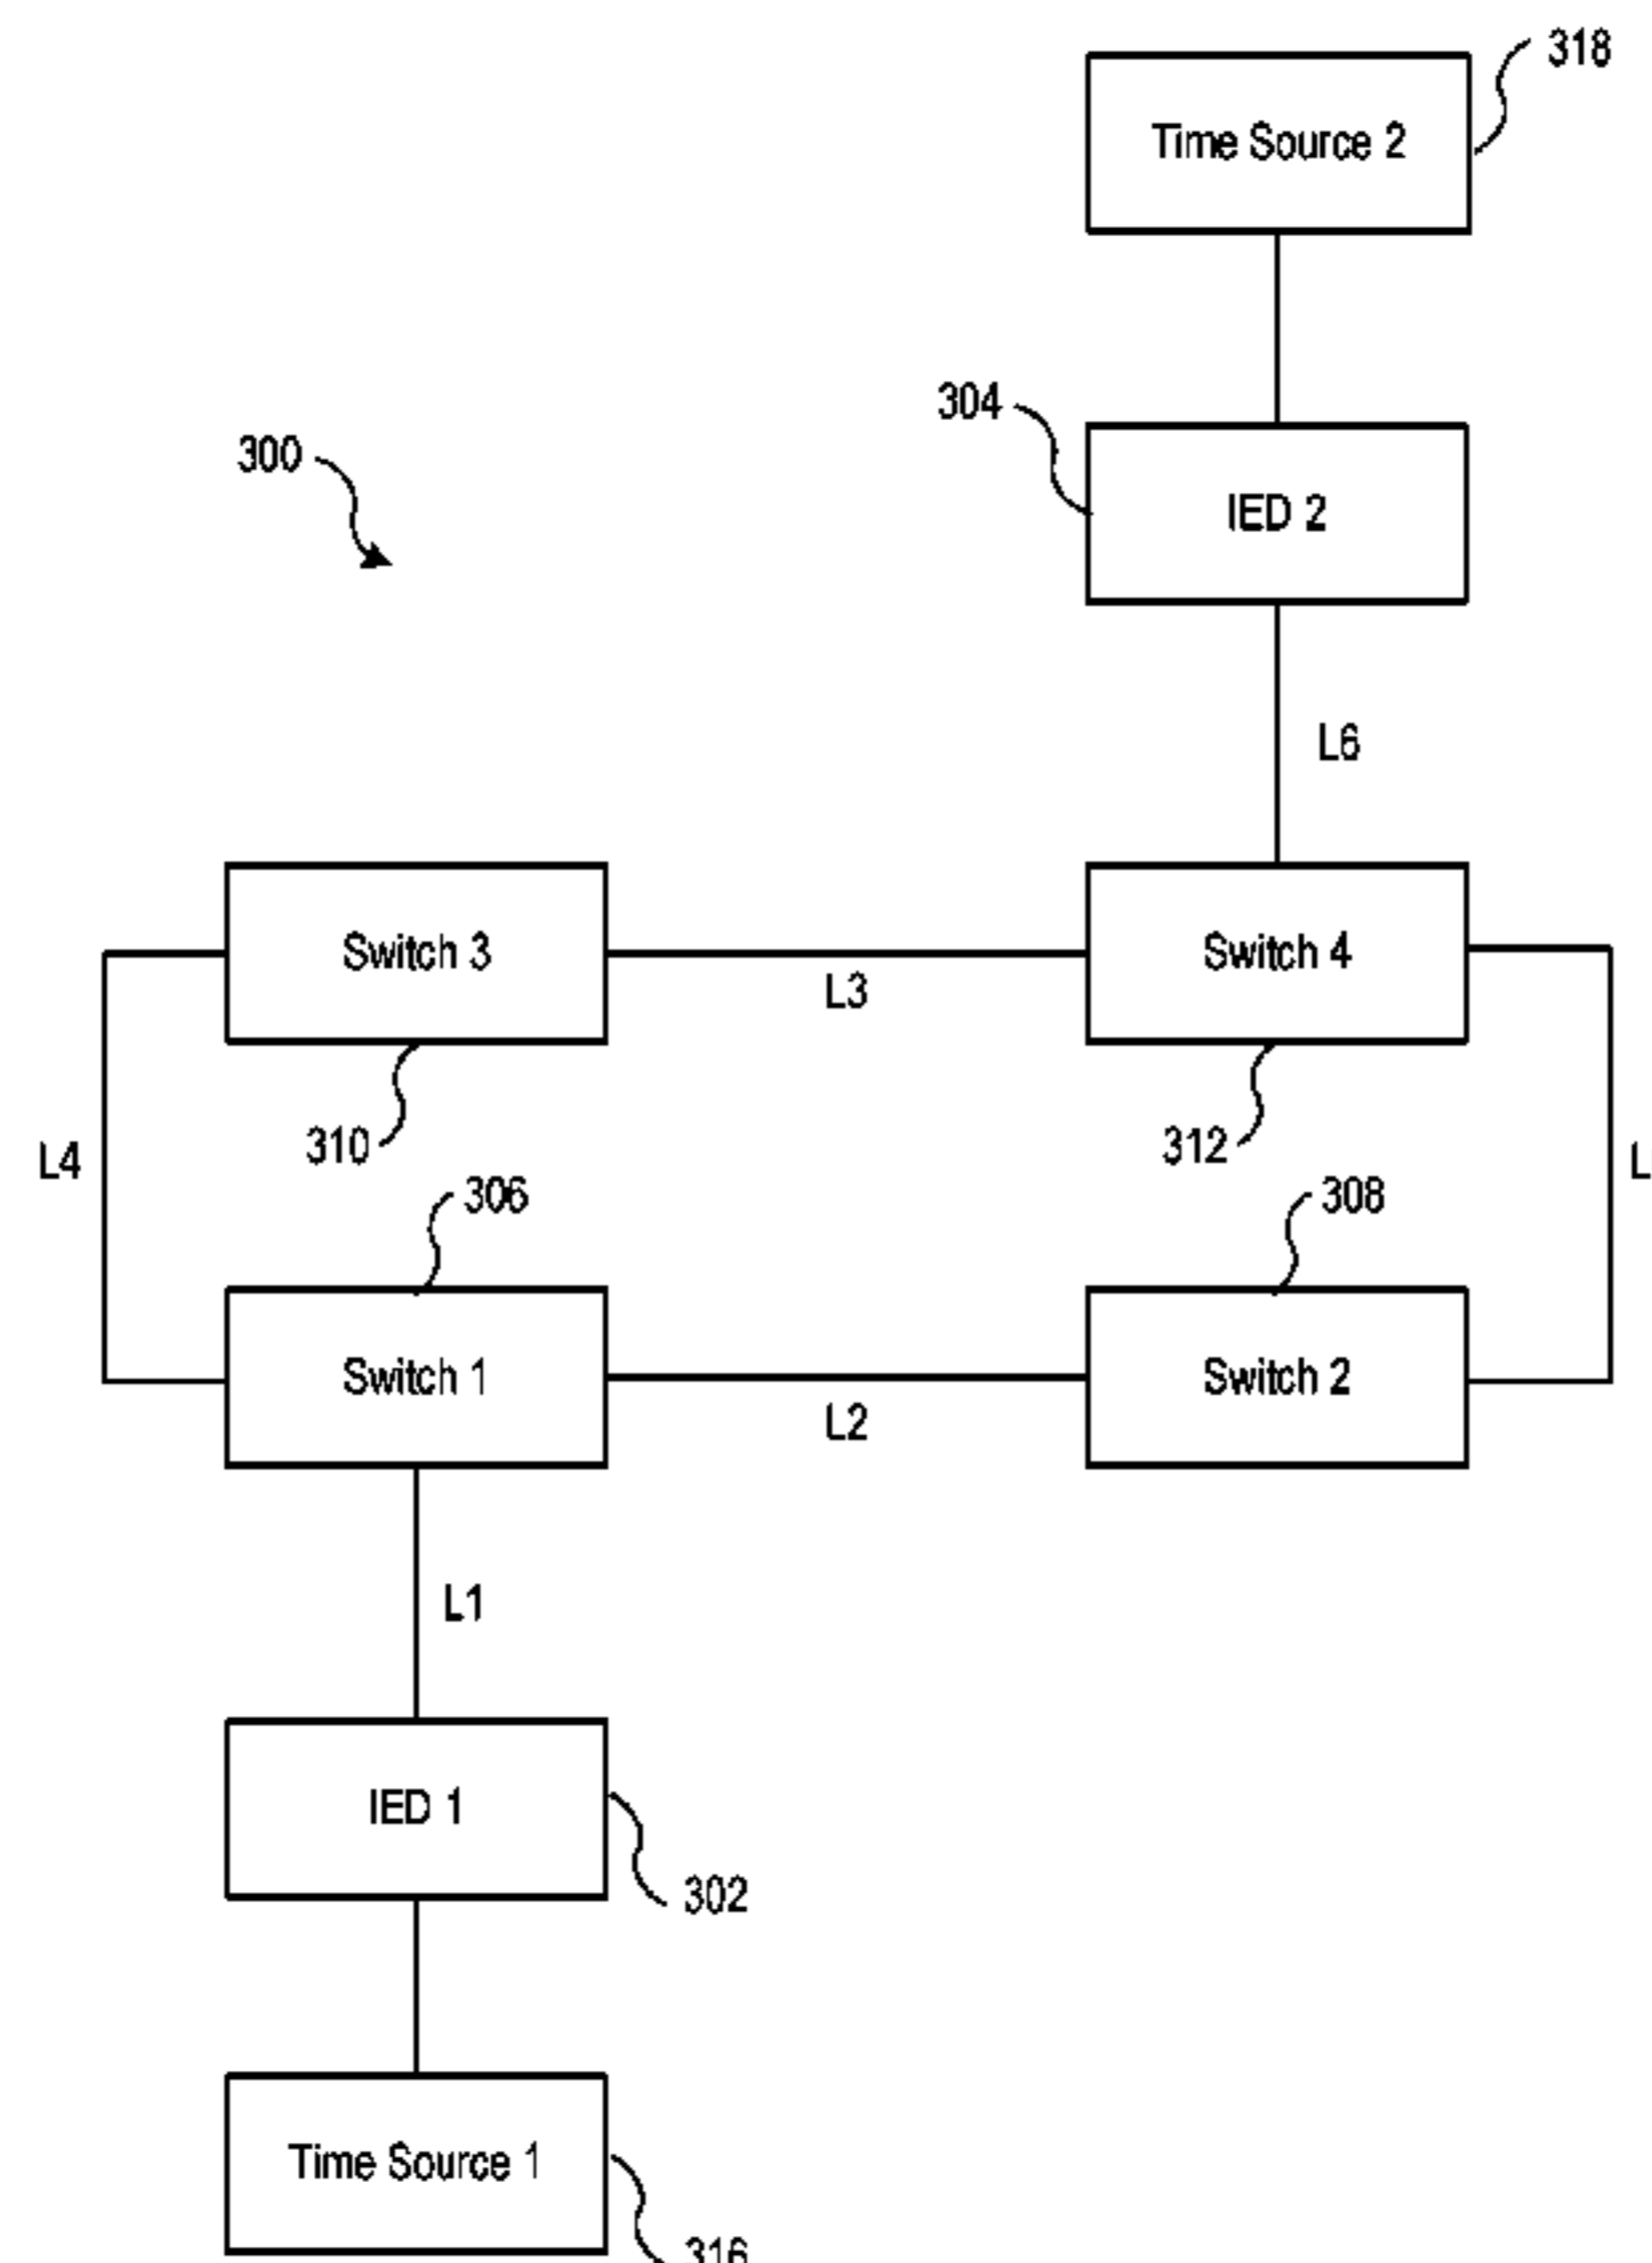 318
Time Source 2
304
300
IED 2
L6
Switch 3
Switch 4
L3
310
312
L4
L
306
308
Switch 1
Switch 2
L2
L1
IED 1
302
Time Source 1
316